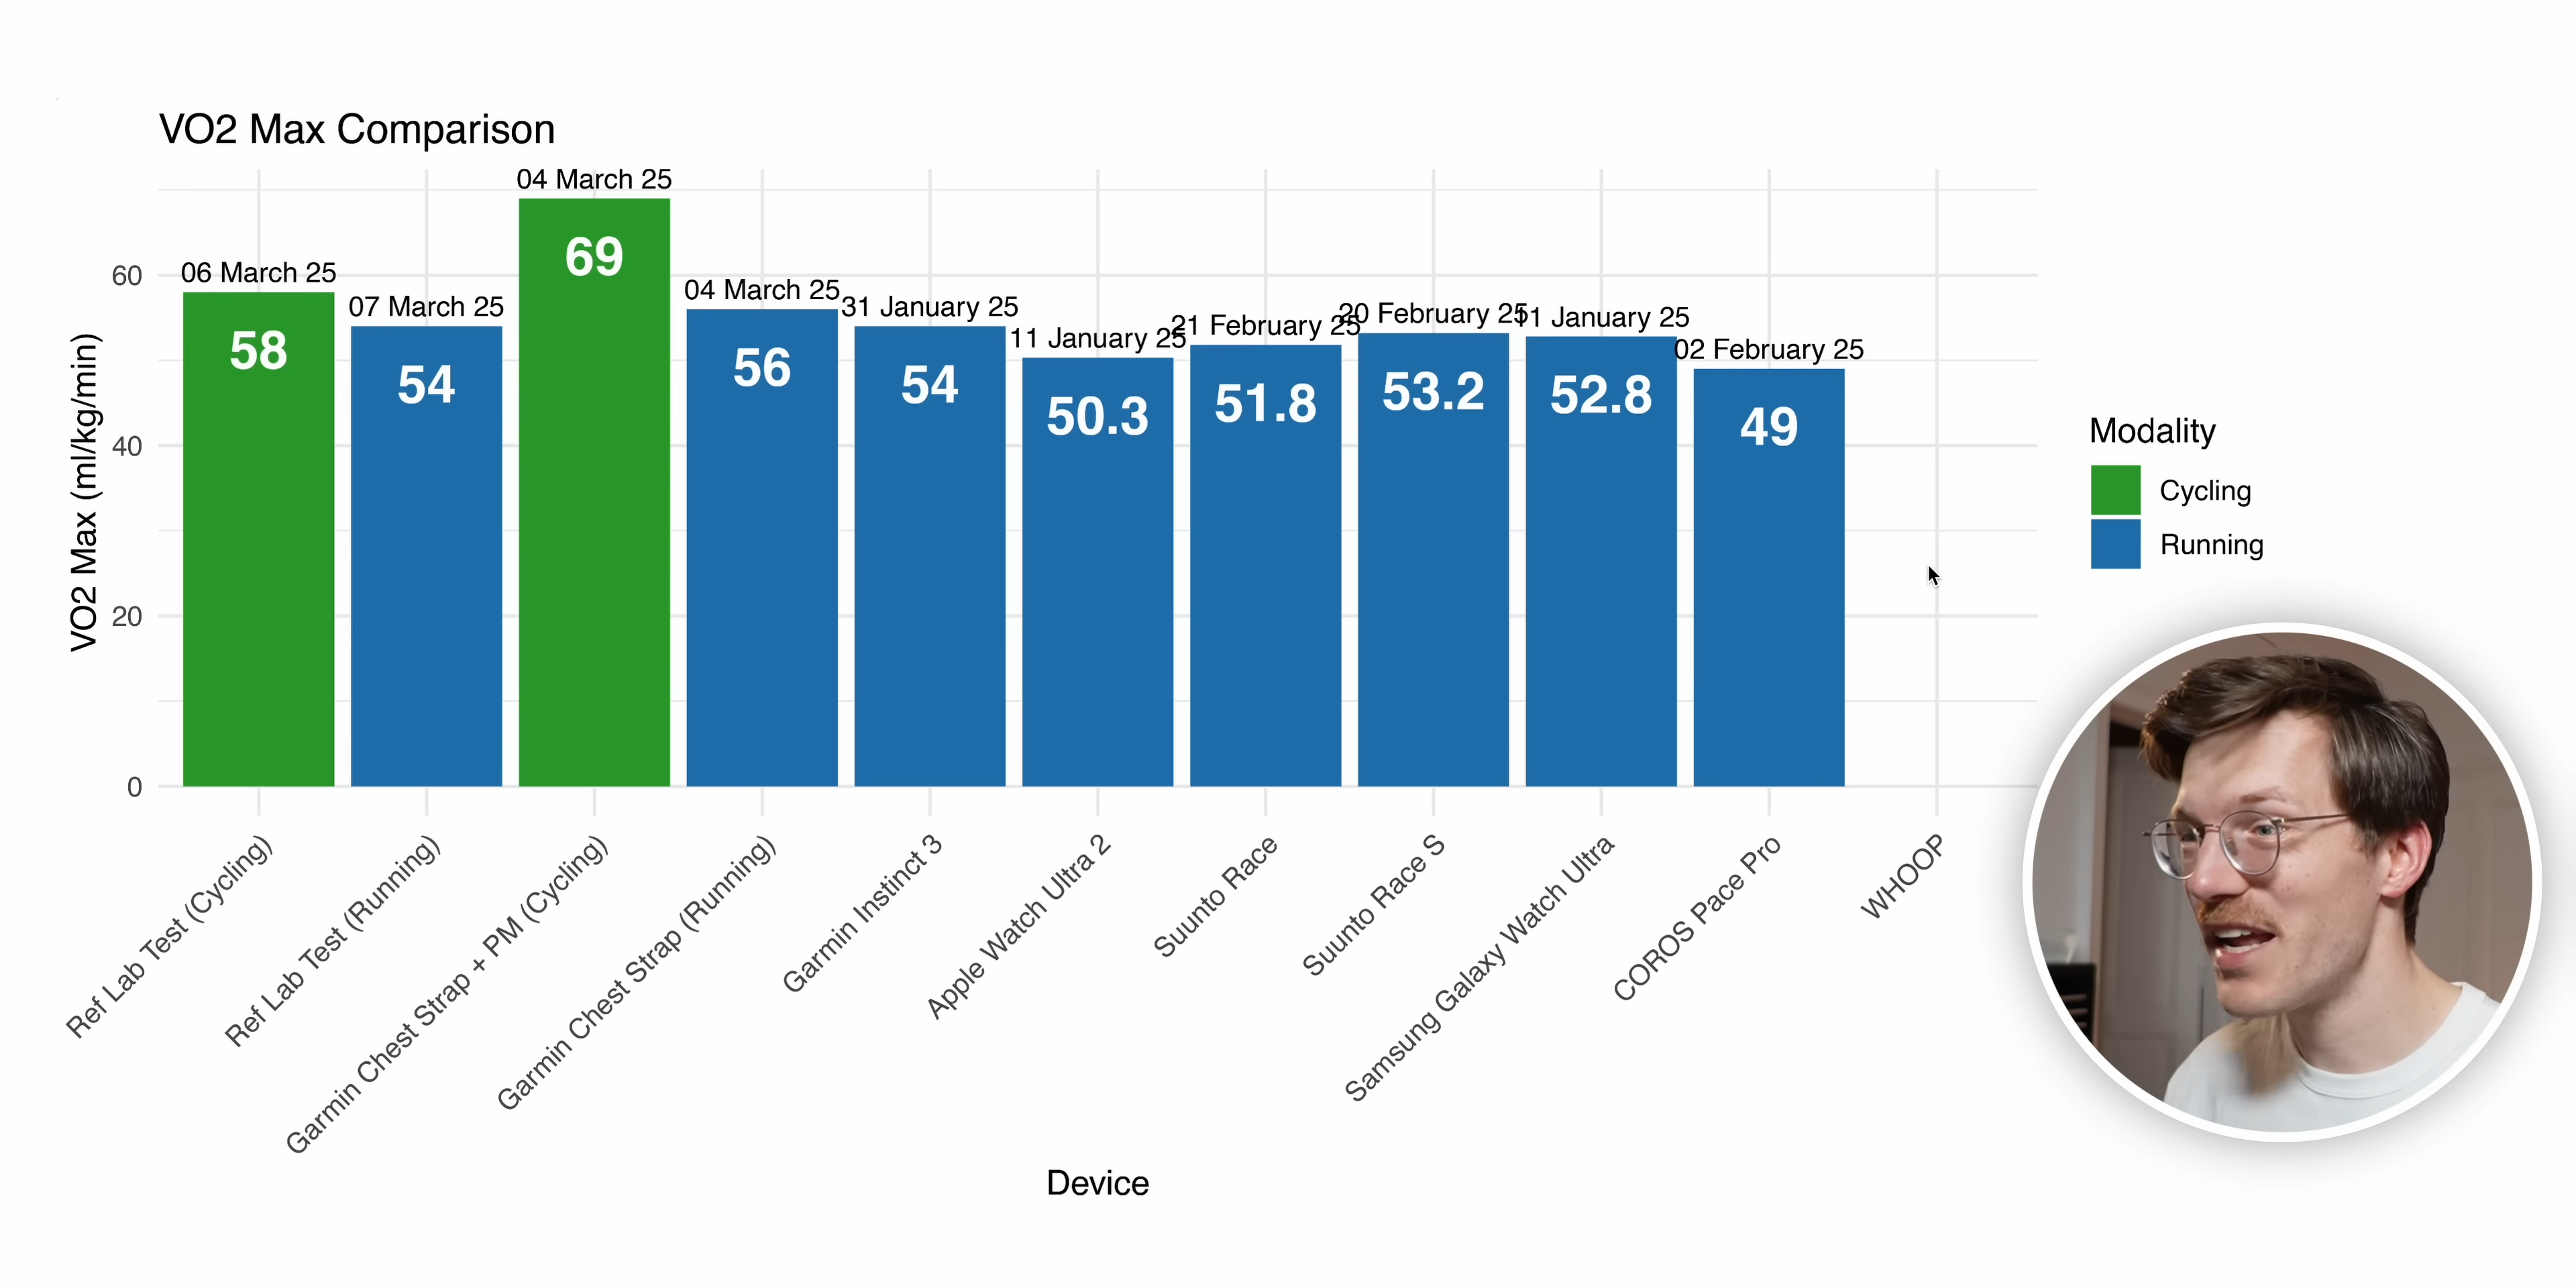 VO2 Max Comparison
04 March 25
69
06 March 25
58
07 March 25
54
04 March 25
56
31 January 25
54
11 January 25
50.3
21 February 25
51.8
20 February 25
53.2
11 January 25
52.8
02 February 25
49
60
40
20
0
VO2 Max (ml/kg/min)
Modality
Cycling
Running
Ref Lab Test (Cycling)
Ref Lab Test (Running)
Garmin Chest Strap + PM (Cycling)
Garmin Chest Strap (Running)
Garmin Instinct 3
Apple Watch Ultra 2
Suunto Race
Suunto Race S
Samsung Galaxy Watch Ultra
COROS Pace Pro
WHOOP
Device